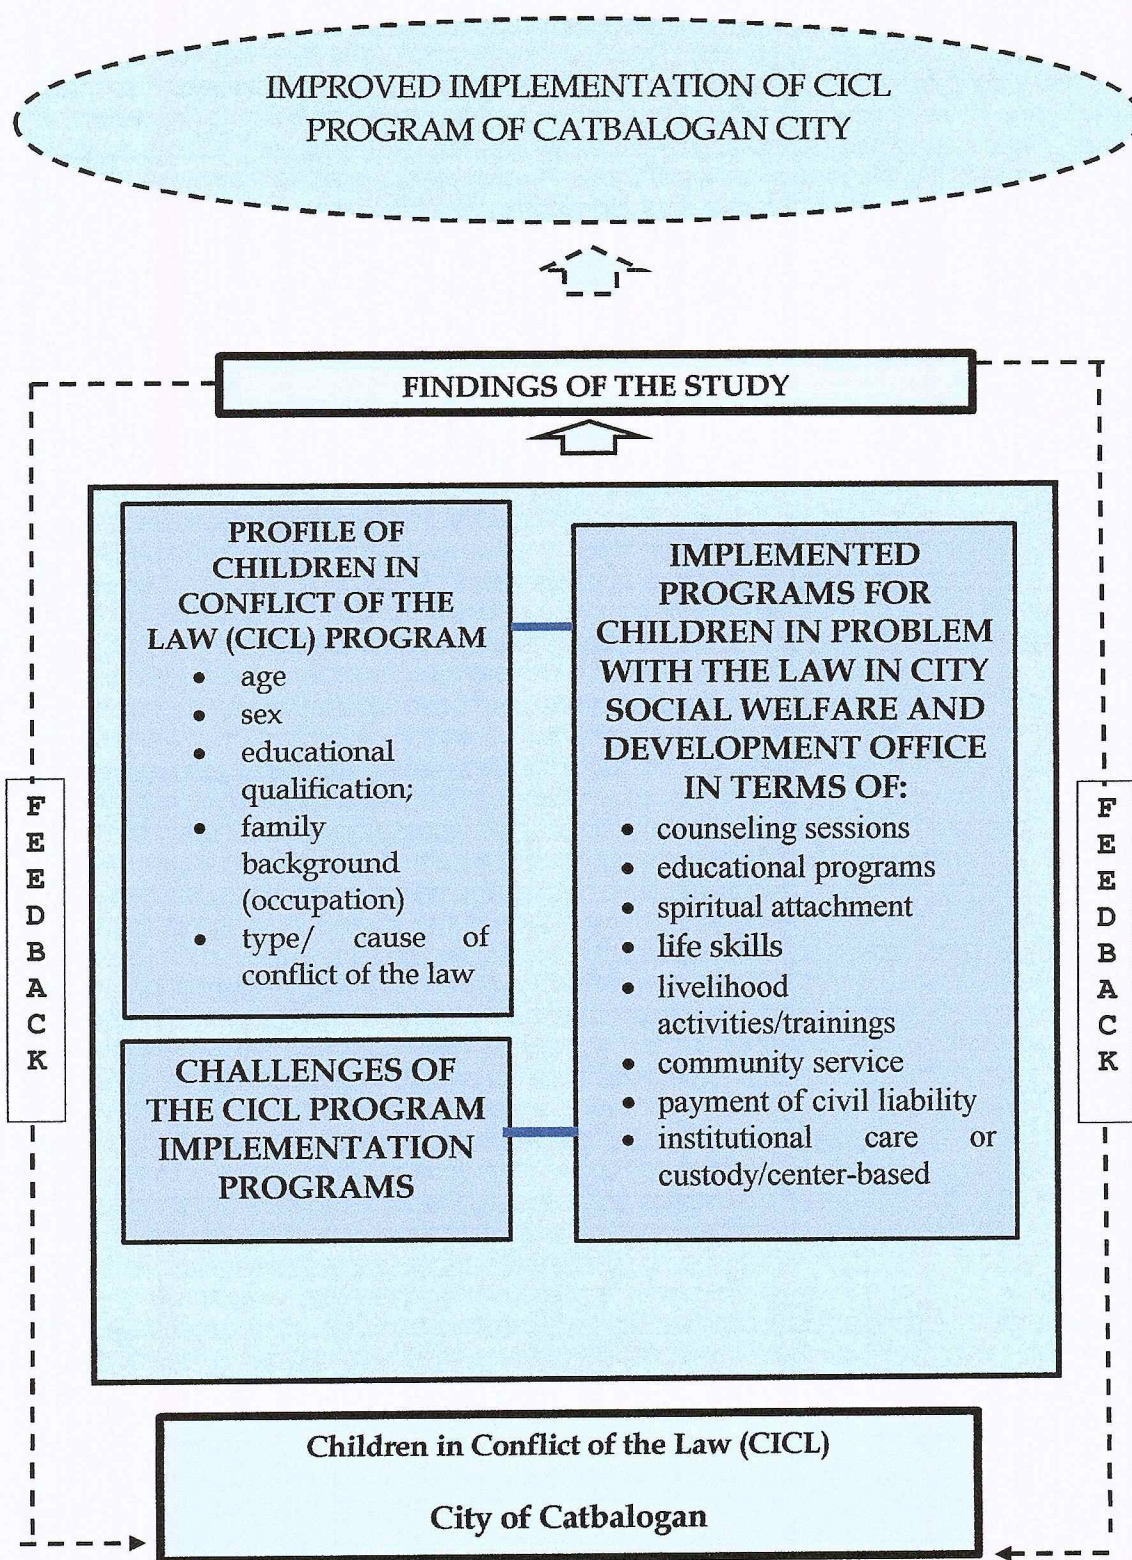 IMPROVED IMPLEMENTATION OF CICL
PROGRAM OF CATBALOGAN CITY
FINDINGS OF THE STUDY
PROFILE OF
CHILDREN IN
CONFLICT OF THE
LAW (CICL) PROGRAM
• age
• sex
• educational
qualification;
• family
background
(occupation)
• type/ cause of
conflict of the law
CHALLENGES OF
THE CICL PROGRAM
IMPLEMENTATION
PROGRAMS
IMPLEMENTED
PROGRAMS FOR
CHILDREN IN PROBLEM
WITH THE LAW IN CITY
SOCIAL WELFARE AND
DEVELOPMENT OFFICE
IN TERMS OF:
• counseling sessions
• educational programs
• spiritual attachment
• life skills
• livelihood
activities/trainings
• community service
• payment of civil liability
• institutional care or
custody/center-based
F
E
E
D
B
A
C
K
F
E
E
D
B
A
C
K
Children in Conflict of the Law (CICL)
City of Catbalogan